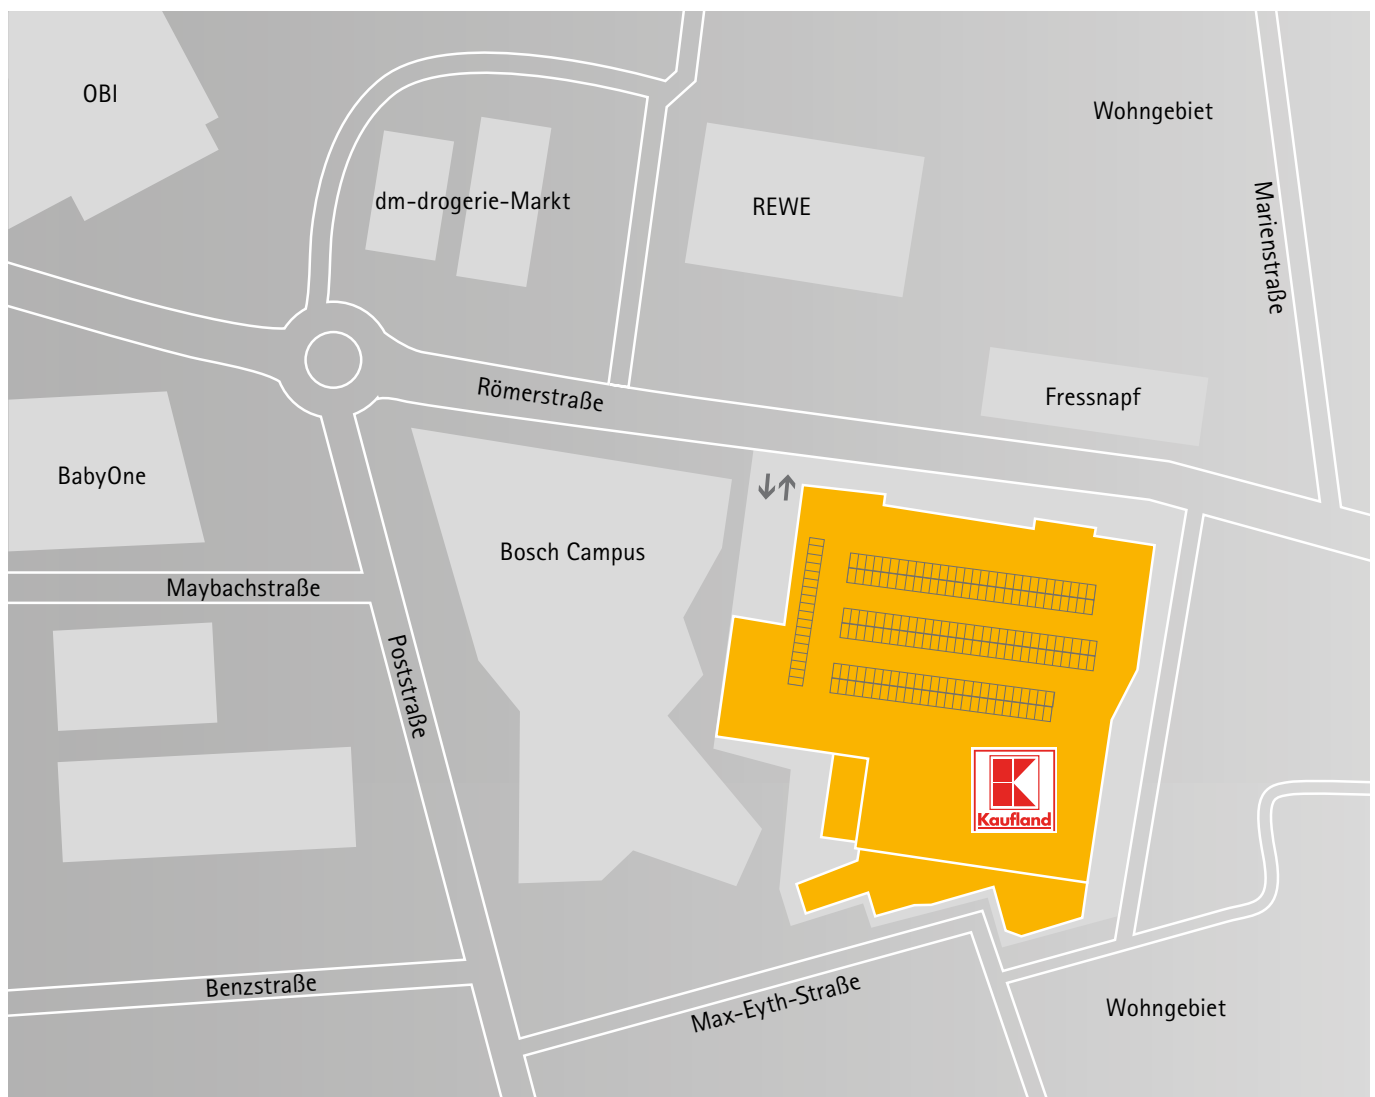 OBI
Wohngebiet
dm-drogerie-Markt
REWE
Marienstraße
Römerstraße
Fressnapf
BabyOne
Bosch Campus
Maybachstraße
Poststraße
Kaufland
Benzstraße
Max-Eyth-Straße
Wohngebiet